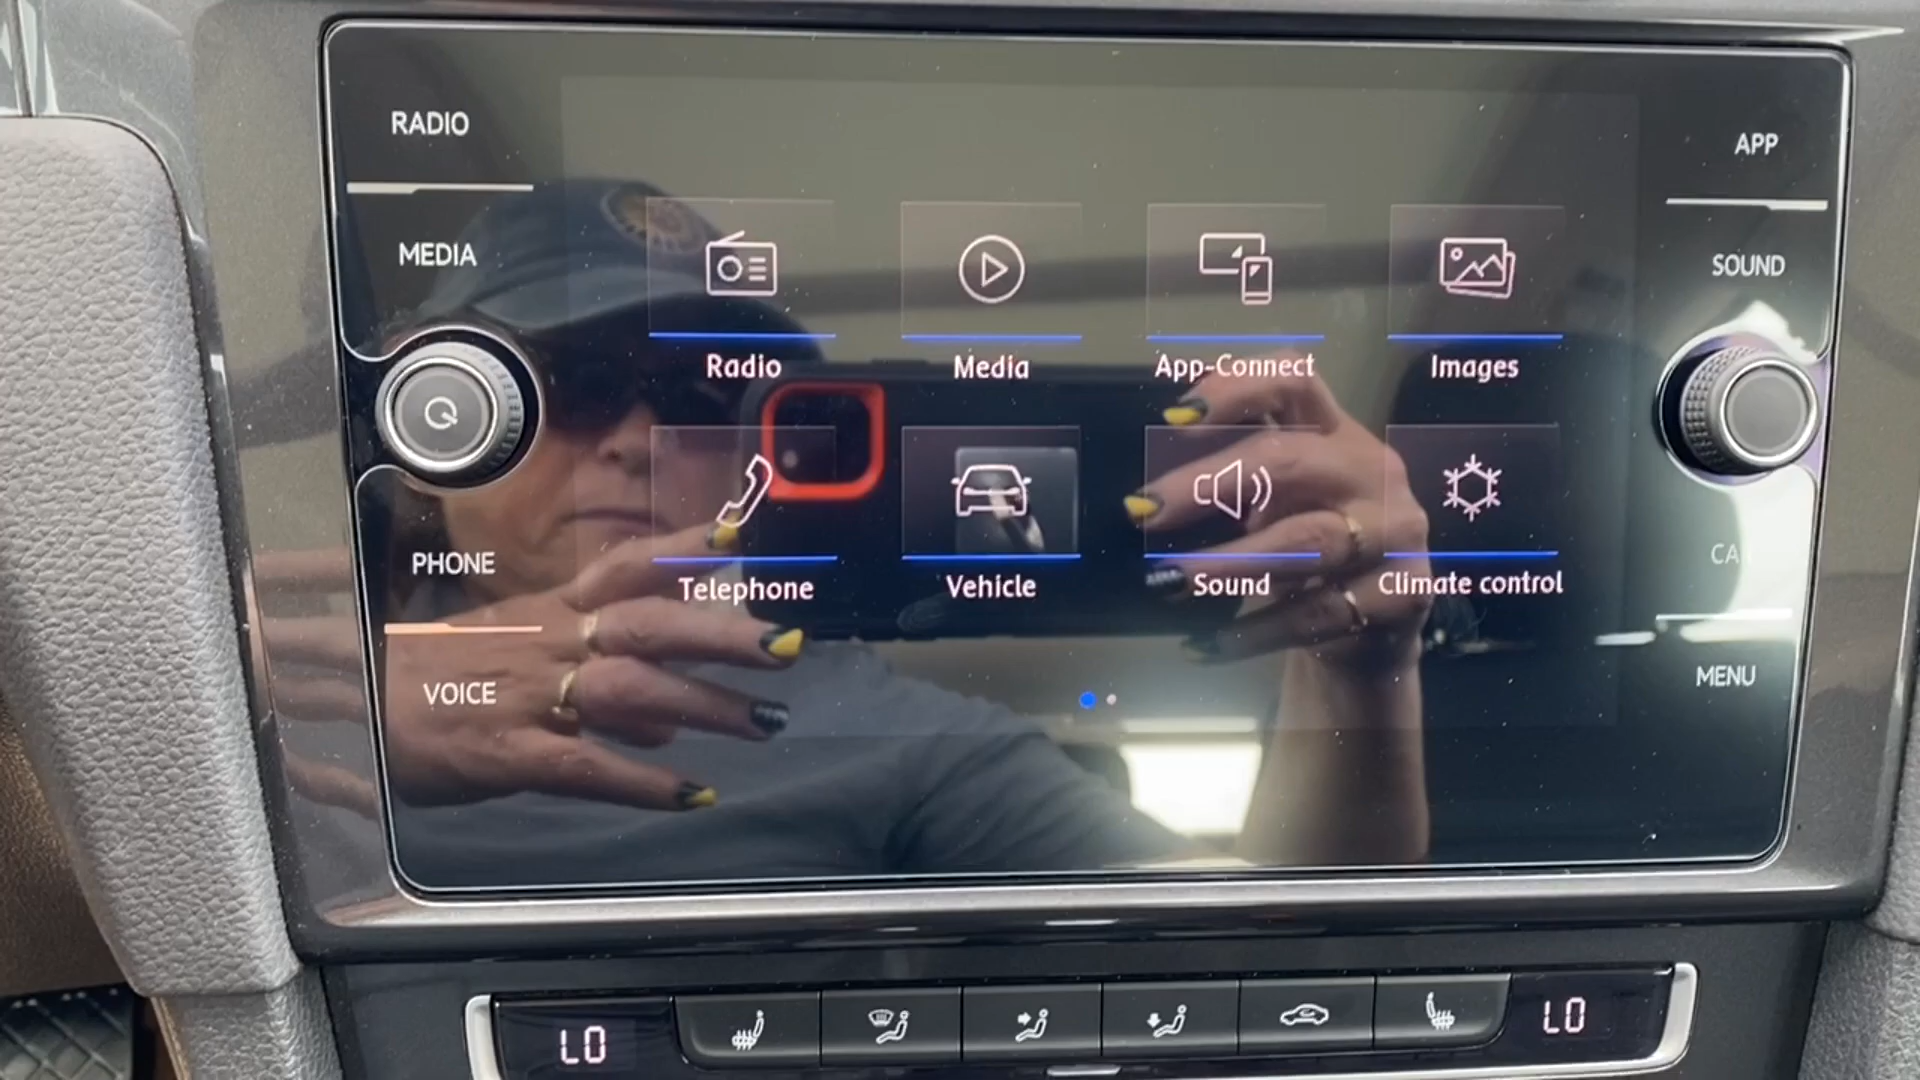 RADIO
APP
MEDIA
SOUND
Radio
Media
App-Connect
Images
PHONE
Telephone
Vehicle
Sound
Climate control
VOICE
MENU
LO
LO